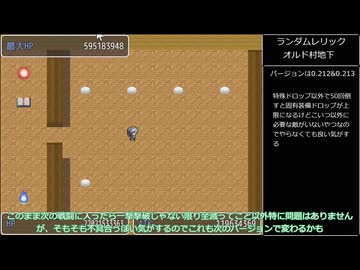 最大HP 595183948
ランダムレリック
オルド村地下
バージョンは0.212&0.213
特殊ドロップ以外で50回倒
すと固有装備ドロップが上
限になるけどこいつ以外に
必要な敵がいないやつなの
でやらなくても良い気がす
る
このまま次の戦闘に入ったら一撃撃破じゃない限り全滅ってこと以外特に問題はありません
が、そもそも不具合っぽい気がするのでこれも次のバージョンで変わるかも